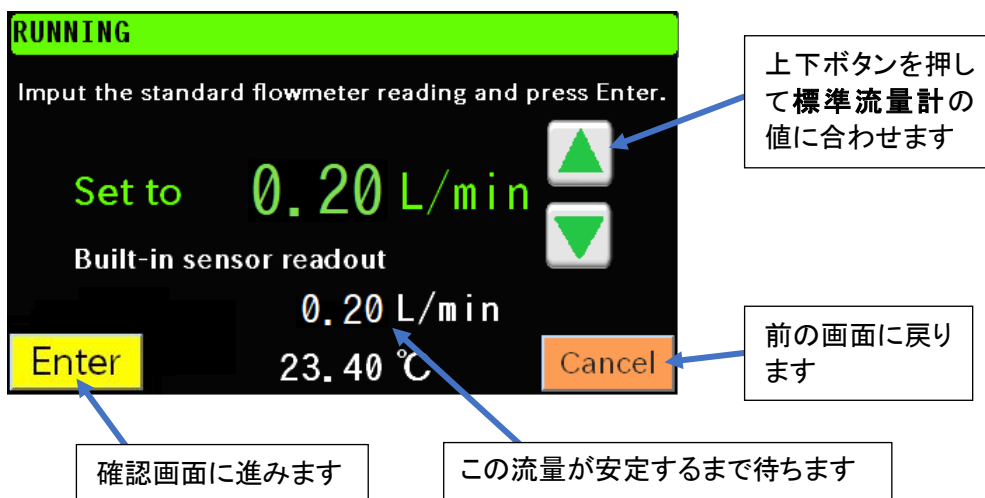 RUNNING
Imput the standard flowmeter reading and press Enter.
Set to 0.20 L/min
Built-in sensor readout
0.20 L/min
23.40 ℃
Enter
Cancel
上下ボタンを押し
て標準流量計の
値に合わせます
前の画面に戻り
ます
確認画面に進みます
この流量が安定するまで待ちます